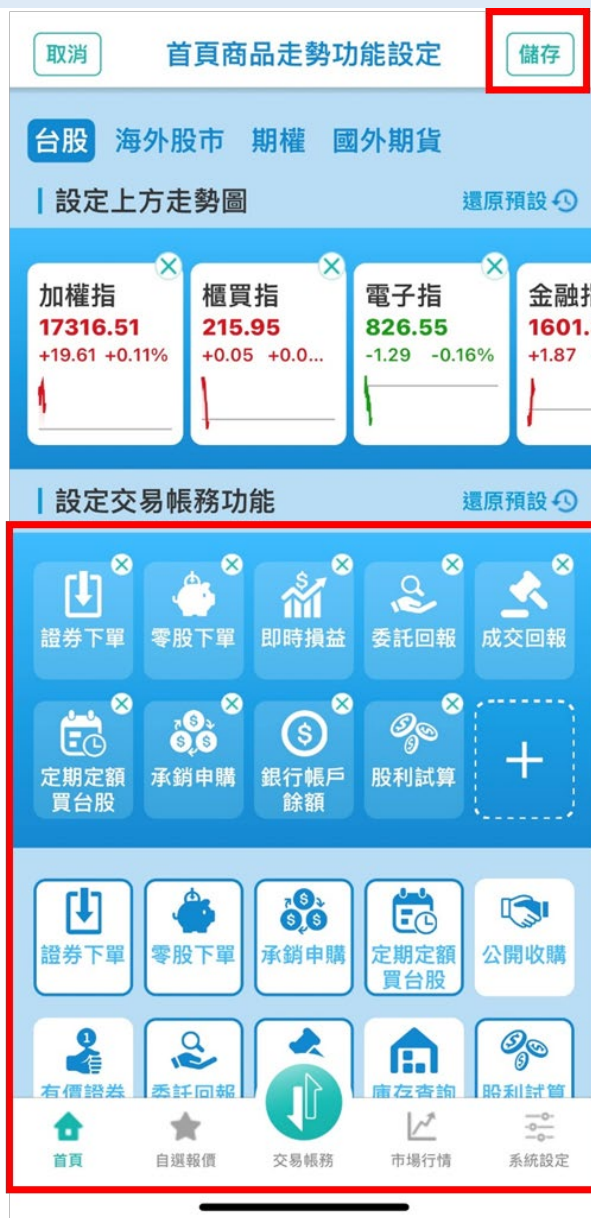 取消 首頁商品走勢功能設定 儲存
台股 海外股市 期權 國外期貨
設定上方走勢圖 還原預設
加權指 櫃買指 電子指 金融指
17316.51 215.95 826.55 1601.
+19.61 +0.11% +0.05 +0.0... -1.29 -0.16% +1.87
設定交易帳務功能 還原預設
證券下單 零股下單 即時損益 委託回報 成交回報
定期定額 承銷申購 銀行帳戶 股利試算
買台股 餘額
證券下單 零股下單 承銷申購 定期定額 公開收購
買台股
有價證券 委託回報 庫存查詢 股利試算
首頁 自選報價 交易帳務 市場行情 系統設定